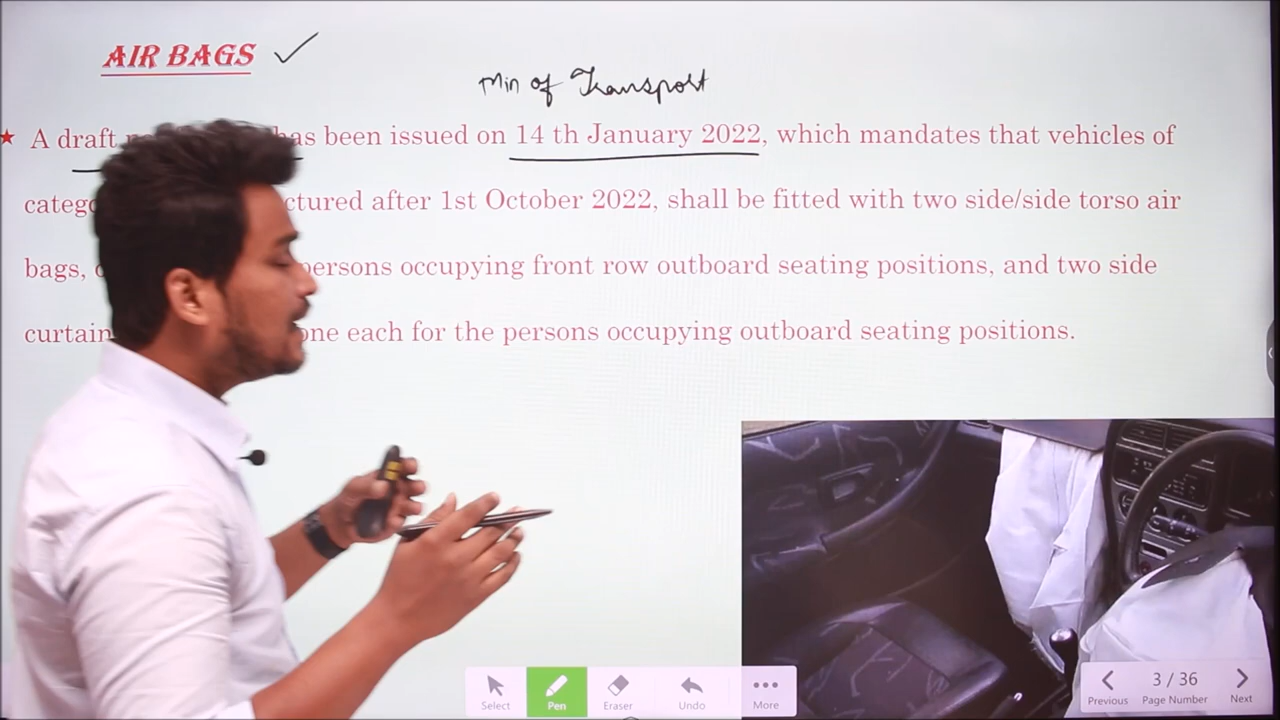 AIR BAGS
Min of Transport
A draft has been issued on 14 th January 2022, which mandates that vehicles of
after 1st October 2022, shall be fitted with two side/side torso air
bags, persons occupying front row outboard seating positions, and two side
curtain one each for the persons occupying outboard seating positions.
Select Pen Eraser Undo More
3 / 36
Previous Page Number Next